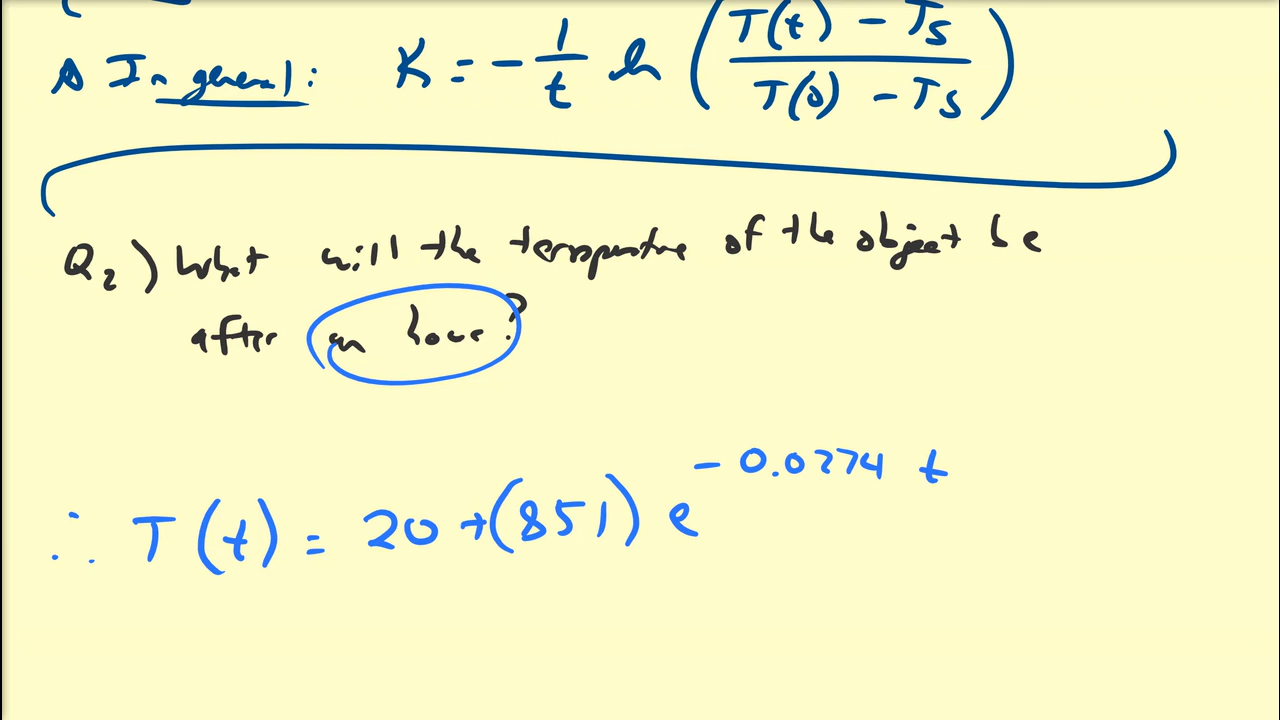 In general: K = - 1/t ln ( T(t) - Ts / T(0) - Ts )
Q2) What will the temperature of the object be
after an hour?
∴ T(t) = 20 + (851) e^{-0.0274 t}